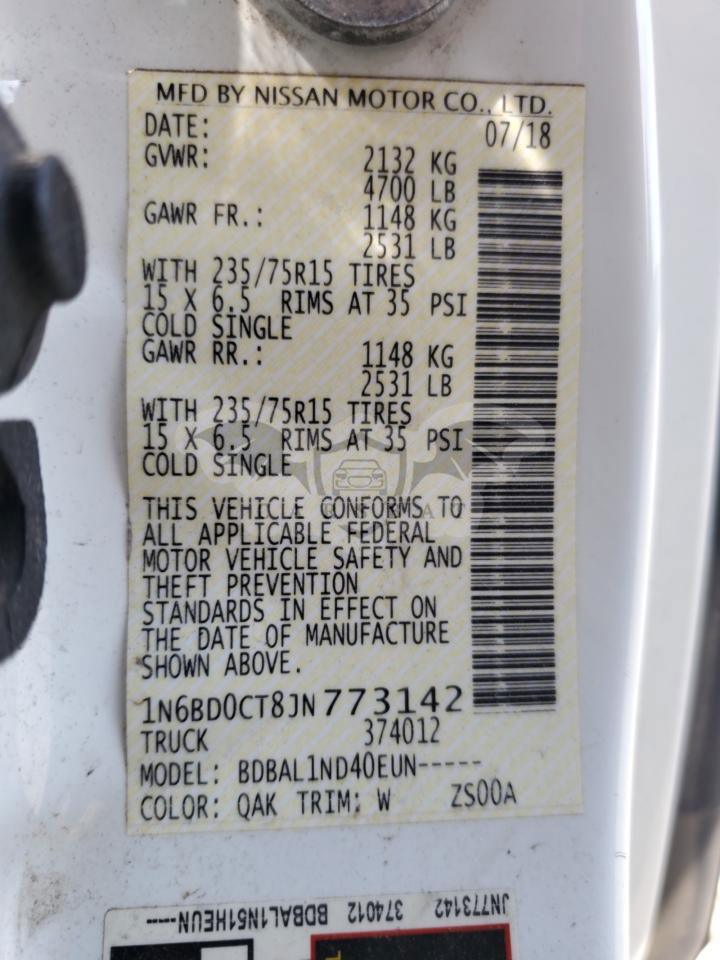 MFD BY NISSAN MOTOR CO., LTD.
DATE: 07/18
GVWR: 2132 KG
4700 LB
GAWR FR.: 1148 KG
2531 LB
WITH 235/75R15 TIRES
15 X 6.5 RIMS AT 35 PSI
COLD SINGLE
GAWR RR.: 1148 KG
2531 LB
WITH 235/75R15 TIRES
15 X 6.5 RIMS AT 35 PSI
COLD SINGLE
THIS VEHICLE CONFORMS TO
ALL APPLICABLE FEDERAL
MOTOR VEHICLE SAFETY AND
THEFT PREVENTION
STANDARDS IN EFFECT ON
THE DATE OF MANUFACTURE
SHOWN ABOVE.
1N6BD0CT8JN773142
TRUCK 374012
MODEL: BDBAL1ND40EUN-----
COLOR: QAK TRIM: W ZS00A
JN773142 374012 BDBAL1N51HEUN----